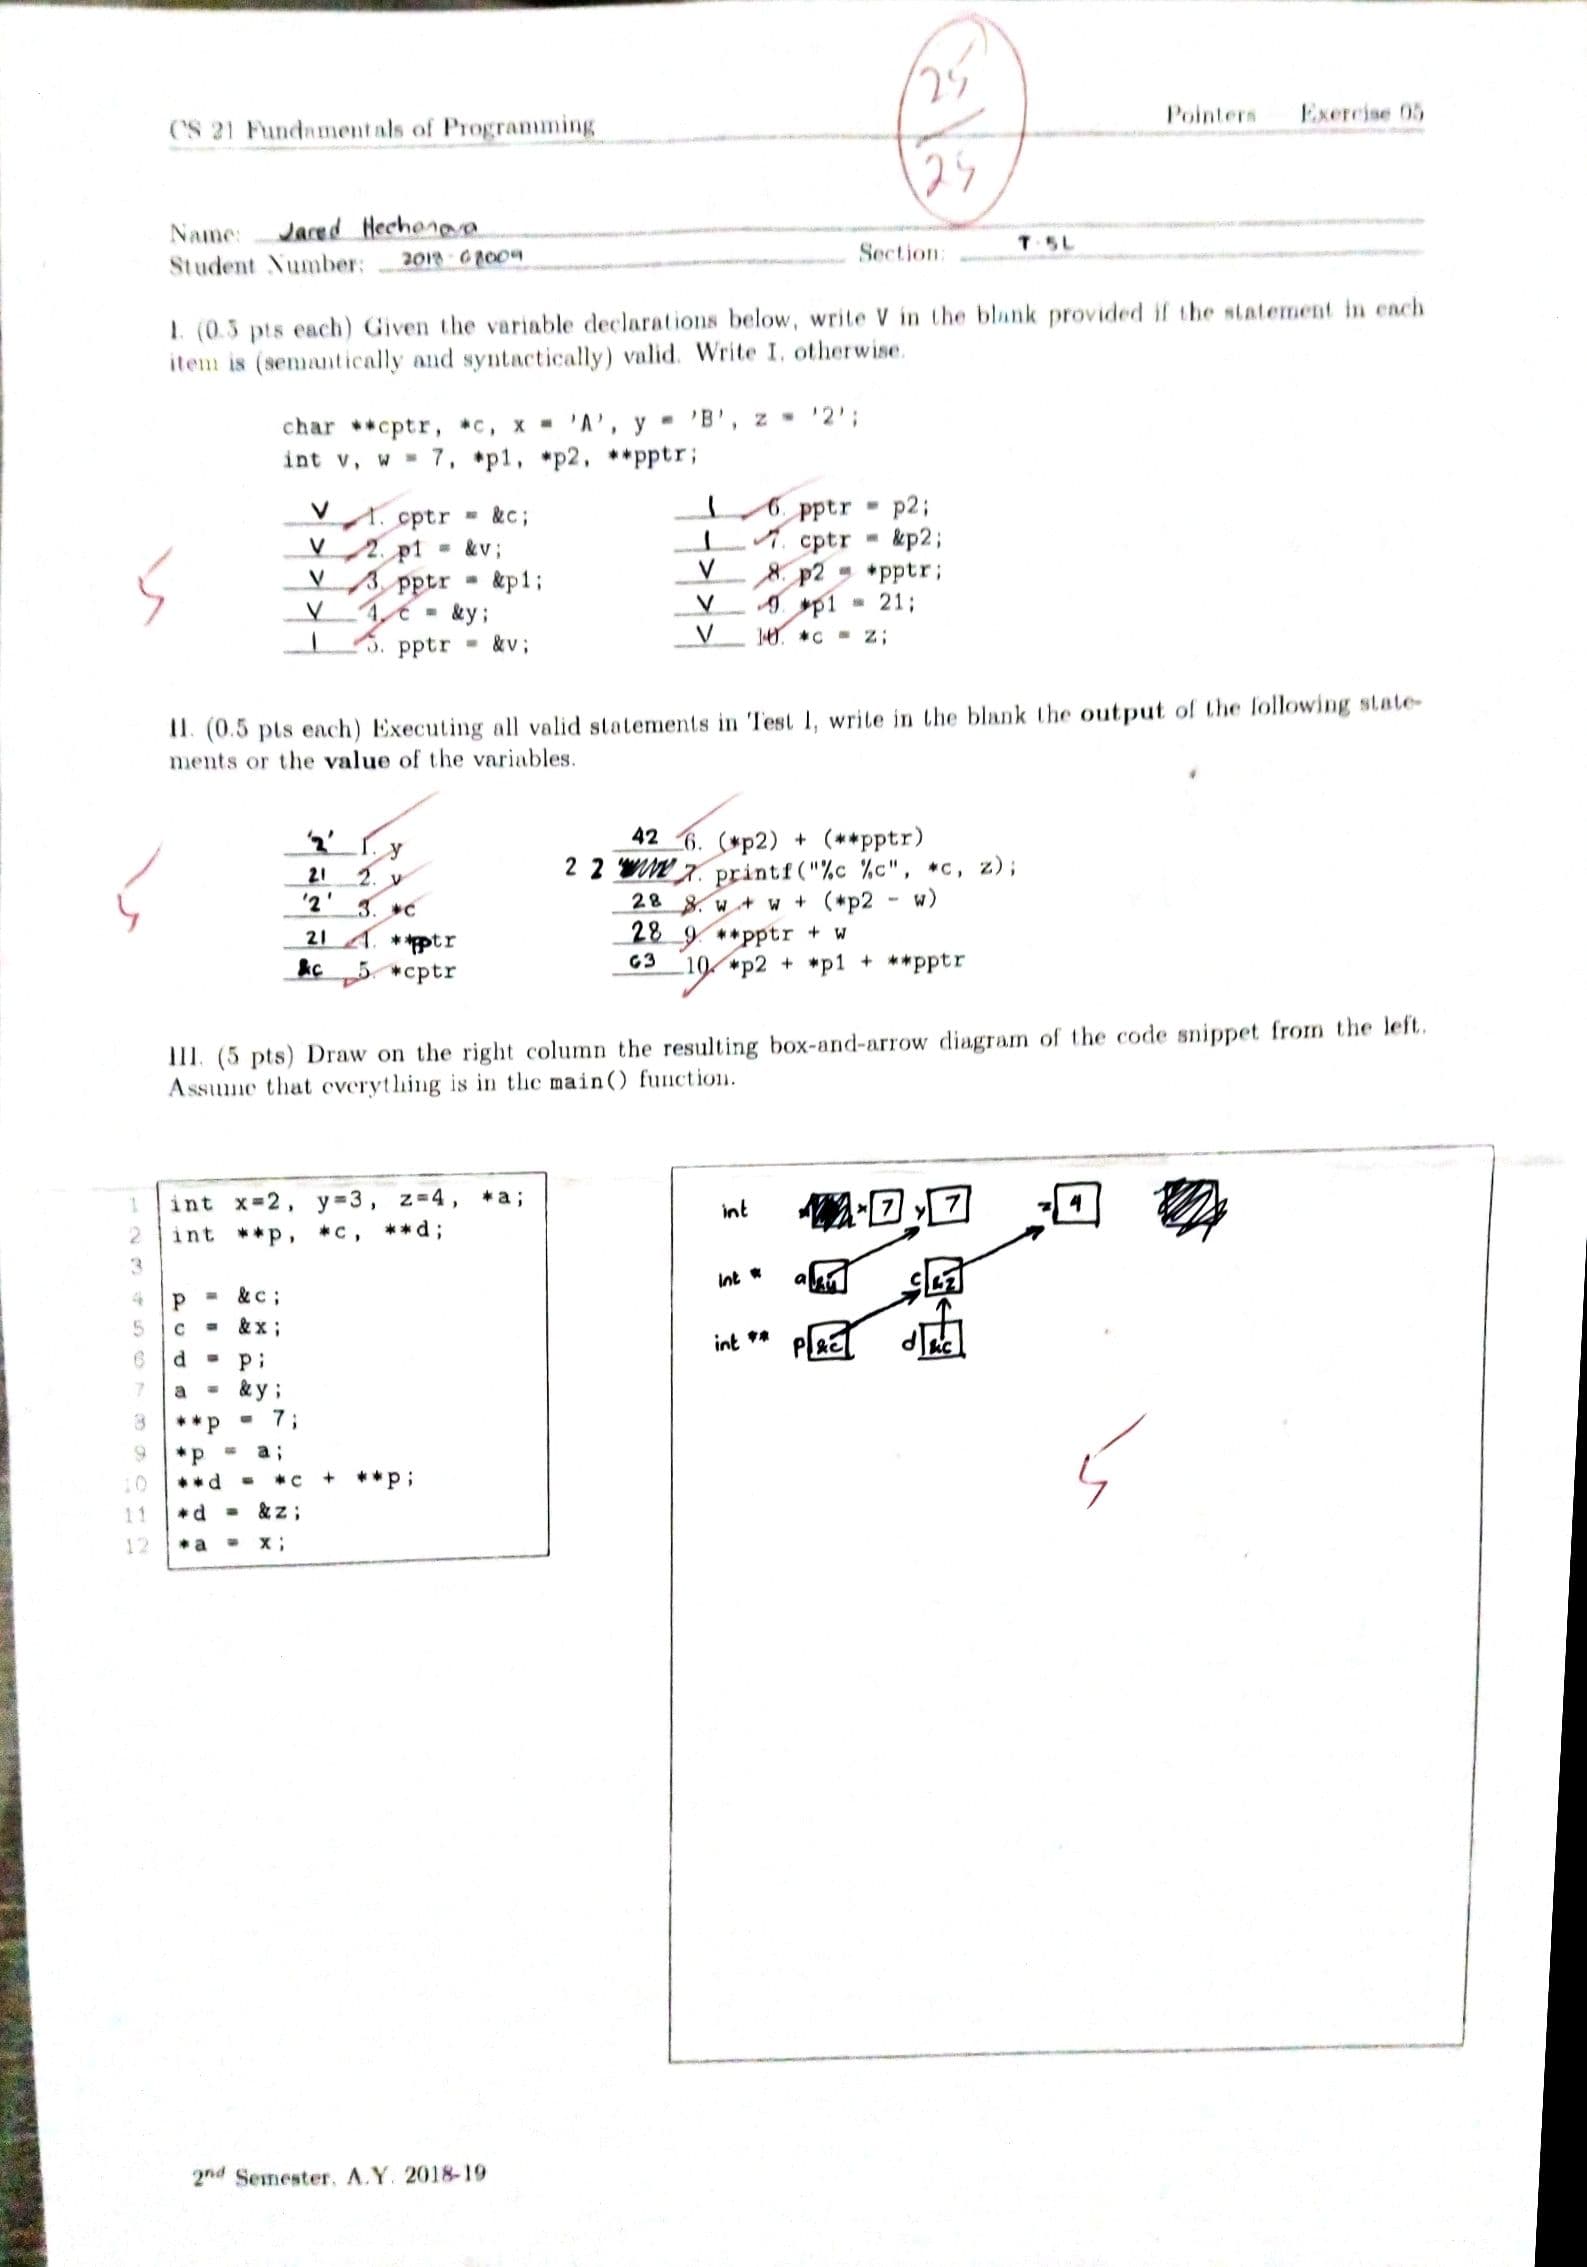 25
25
CS 21 Fundamentals of Programming Pointers Exercise 05
Name: Jared Hechanova
Student Number: Section: T-5L
I. (0.5 pts each) Given the variable declarations below, write V in the blank provided if the statement in each
item is (semantically and syntactically) valid. Write I, otherwise.
char **cptr, *c, x = 'A', y = 'B', z = '2';
int v, w = 7, *p1, *p2, **pptr;
V 1. cptr = &c;
V 2. p1 = &v;
V 3. pptr = &p1;
V 4. c = &y;
I 5. pptr = &v;
I 6. pptr = p2;
I 7. cptr = &p2;
V 8. p2 = *pptr;
V 9. *p1 = 21;
V 10. *c = z;
5
II. (0.5 pts each) Executing all valid statements in Test I, write in the blank the output of the following state-
ments or the value of the variables.
'2' 1. y
21 2. v
'2' 3. *c
21 4. **pptr
&c 5. *cptr
42 6. (*p2) + (**pptr)
2 2 7. printf("%c %c", *c, z);
28 8. w + w + (*p2 - w)
28 9. **pptr + w
63 10. *p2 + *p1 + **pptr
5
III. (5 pts) Draw on the right column the resulting box-and-arrow diagram of the code snippet from the left.
Assume that everything is in the main() function.
1 int x=2, y=3, z=4, *a;
2 int **p, *c, **d;
3
4 p = &c;
5 c = &x;
6 d = p;
7 a = &y;
8 **p = 7;
9 *p = a;
10 **d = *c + **p;
11 *d = &z;
12 *a = x;
int x 7 y 7 z 4
int * a &y c &z
int ** p &c d &c
5
2nd Semester, A.Y. 2018-19